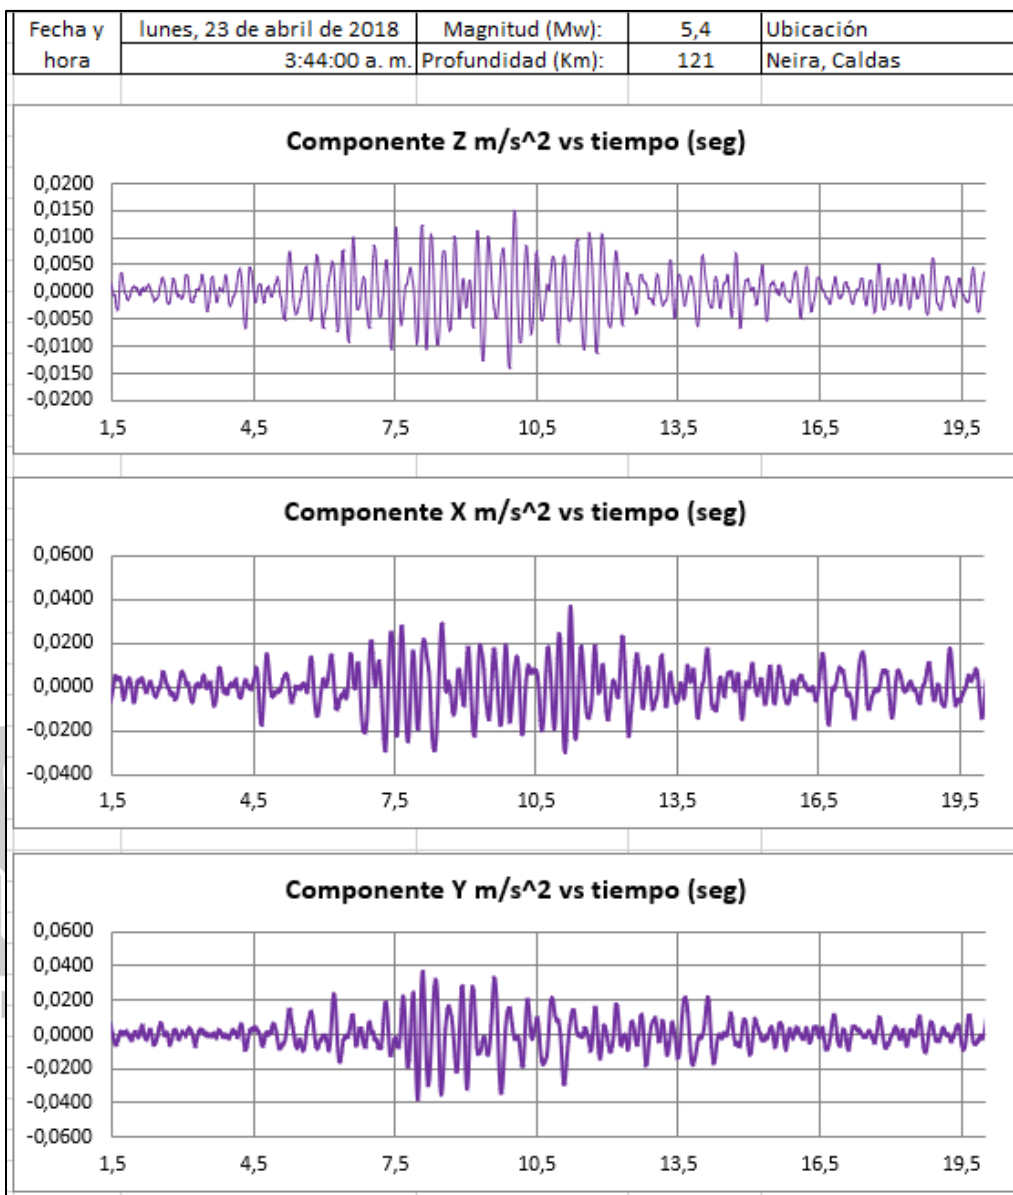 Fecha y hora lunes, 23 de abril de 2018 Magnitud (Mw): 5,4 Ubicación
3:44:00 a. m. Profundidad (Km): 121 Neira, Caldas
Componente Z m/s^2 vs tiempo (seg)
0,0200
0,0150
0,0100
0,0050
0,0000
-0,0050
-0,0100
-0,0150
-0,0200
1,5 4,5 7,5 10,5 13,5 16,5 19,5
Componente X m/s^2 vs tiempo (seg)
0,0600
0,0400
0,0200
0,0000
-0,0200
-0,0400
1,5 4,5 7,5 10,5 13,5 16,5 19,5
Componente Y m/s^2 vs tiempo (seg)
0,0600
0,0400
0,0200
0,0000
-0,0200
-0,0400
-0,0600
1,5 4,5 7,5 10,5 13,5 16,5 19,5